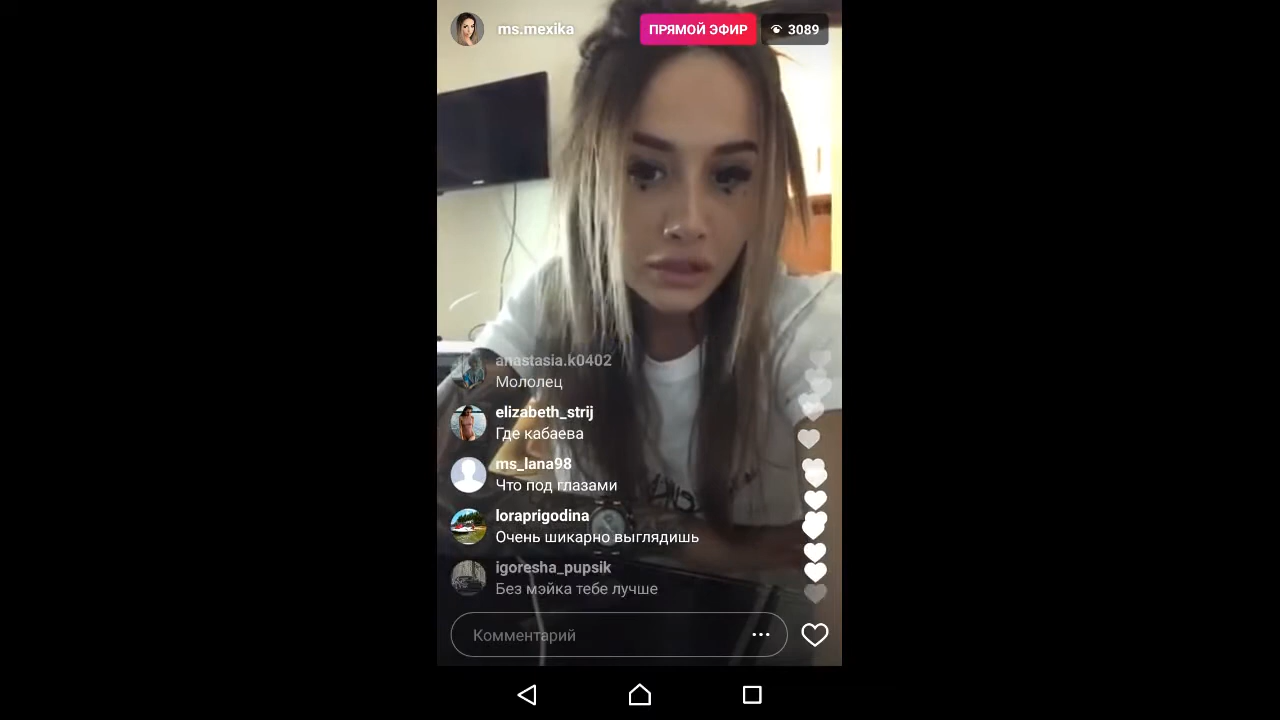 ms.mexika
ПРЯМОЙ ЭФИР
3089
anastasia.k0402
Мололец
elizabeth_strij
Где кабаева
ms_lana98
Что под глазами
loraprigodina
Очень шикарно выглядишь
igoresha_pupsik
Без мэйка тебе лучше
Комментарий